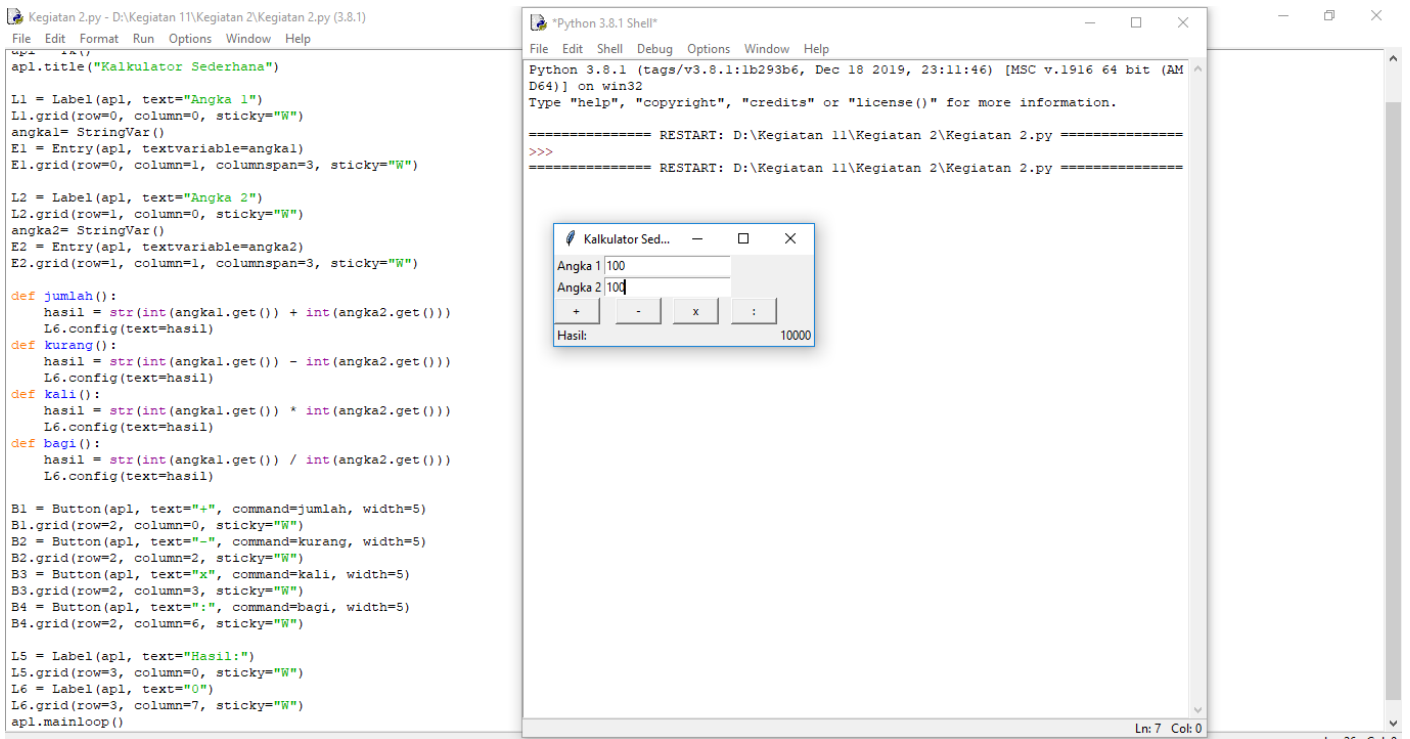 Kegiatan 2.py - D:\Kegiatan 11\Kegiatan 2\Kegiatan 2.py (3.8.1)
File Edit Format Run Options Window Help
apl.title("Kalkulator Sederhana")

L1 = Label(apl, text="Angka 1")
L1.grid(row=0, column=0, sticky="W")
angka1= StringVar()
E1 = Entry(apl, textvariable=angka1)
E1.grid(row=0, column=1, columnspan=3, sticky="W")

L2 = Label(apl, text="Angka 2")
L2.grid(row=1, column=0, sticky="W")
angka2= StringVar()
E2 = Entry(apl, textvariable=angka2)
E2.grid(row=1, column=1, columnspan=3, sticky="W")

def jumlah():
    hasil = str(int(angka1.get()) + int(angka2.get()))
    L6.config(text=hasil)
def kurang():
    hasil = str(int(angka1.get()) - int(angka2.get()))
    L6.config(text=hasil)
def kali():
    hasil = str(int(angka1.get()) * int(angka2.get()))
    L6.config(text=hasil)
def bagi():
    hasil = str(int(angka1.get()) / int(angka2.get()))
    L6.config(text=hasil)

B1 = Button(apl, text="+", command=jumlah, width=5)
B1.grid(row=2, column=0, sticky="W")
B2 = Button(apl, text="-", command=kurang, width=5)
B2.grid(row=2, column=2, sticky="W")
B3 = Button(apl, text="x", command=kali, width=5)
B3.grid(row=2, column=3, sticky="W")
B4 = Button(apl, text=":", command=bagi, width=5)
B4.grid(row=2, column=6, sticky="W")

L5 = Label(apl, text="Hasil:")
L5.grid(row=3, column=0, sticky="W")
L6 = Label(apl, text="0")
L6.grid(row=3, column=7, sticky="W")
apl.mainloop()
*Python 3.8.1 Shell*
File Edit Shell Debug Options Window Help
Python 3.8.1 (tags/v3.8.1:1b293b6, Dec 18 2019, 23:11:46) [MSC v.1916 64 bit (AM
D64)] on win32
Type "help", "copyright", "credits" or "license()" for more information.

=============== RESTART: D:\Kegiatan 11\Kegiatan 2\Kegiatan 2.py ===============
>>>
=============== RESTART: D:\Kegiatan 11\Kegiatan 2\Kegiatan 2.py ===============
Kalkulator Sed...
Angka 1 100
Angka 2 100
+ - x :
Hasil: 10000
Ln: 7 Col: 0